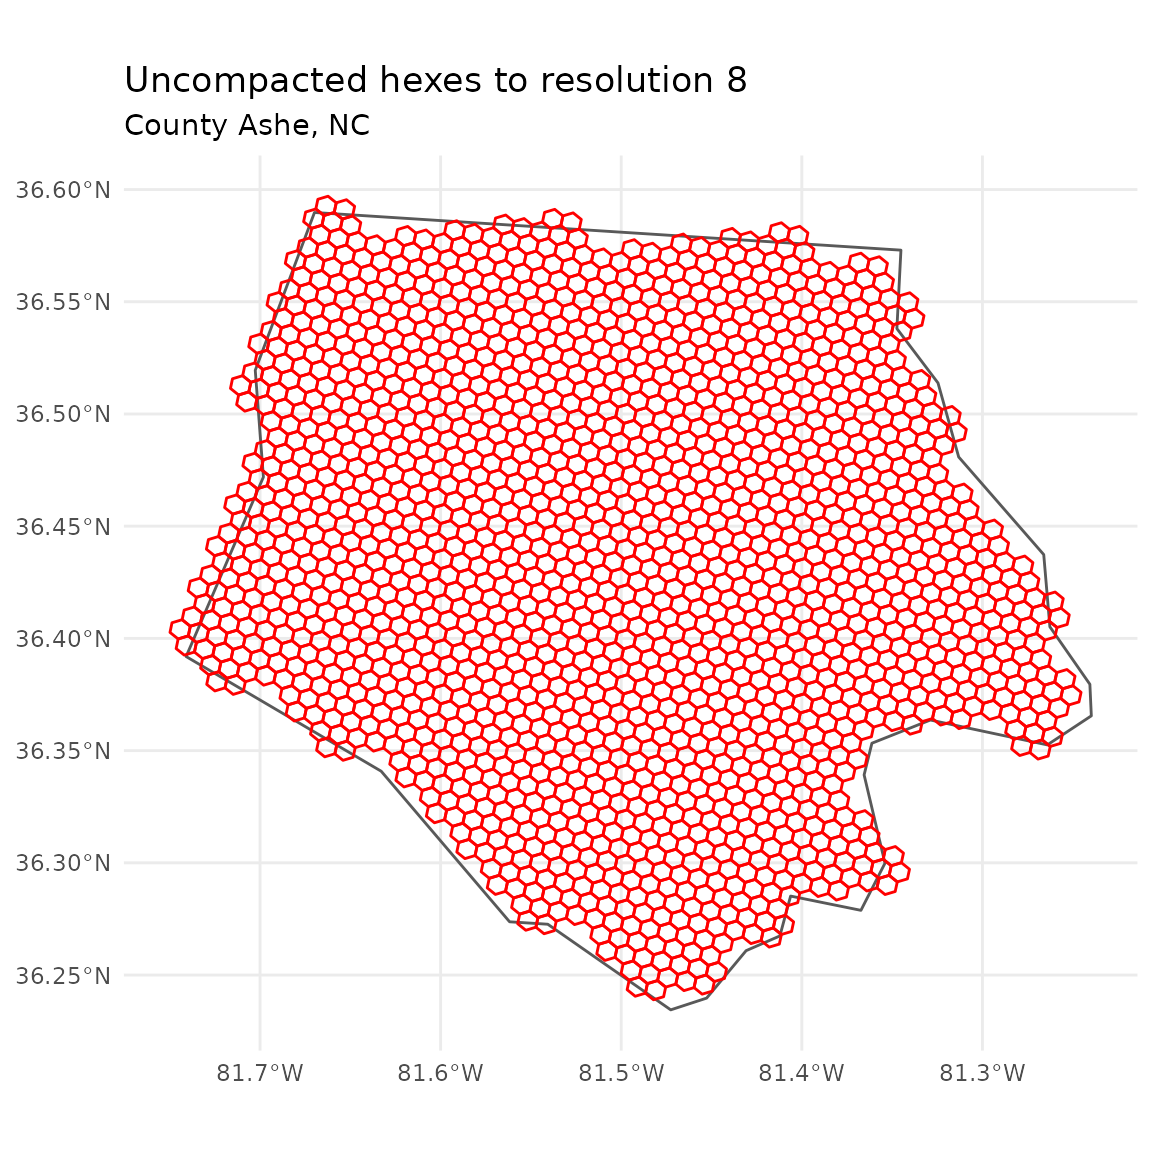 Uncompacted hexes to resolution 8
County Ashe, NC
36.60°N
36.55°N
36.50°N
36.45°N
36.40°N
36.35°N
36.30°N
36.25°N
81.7°W 81.6°W 81.5°W 81.4°W 81.3°W